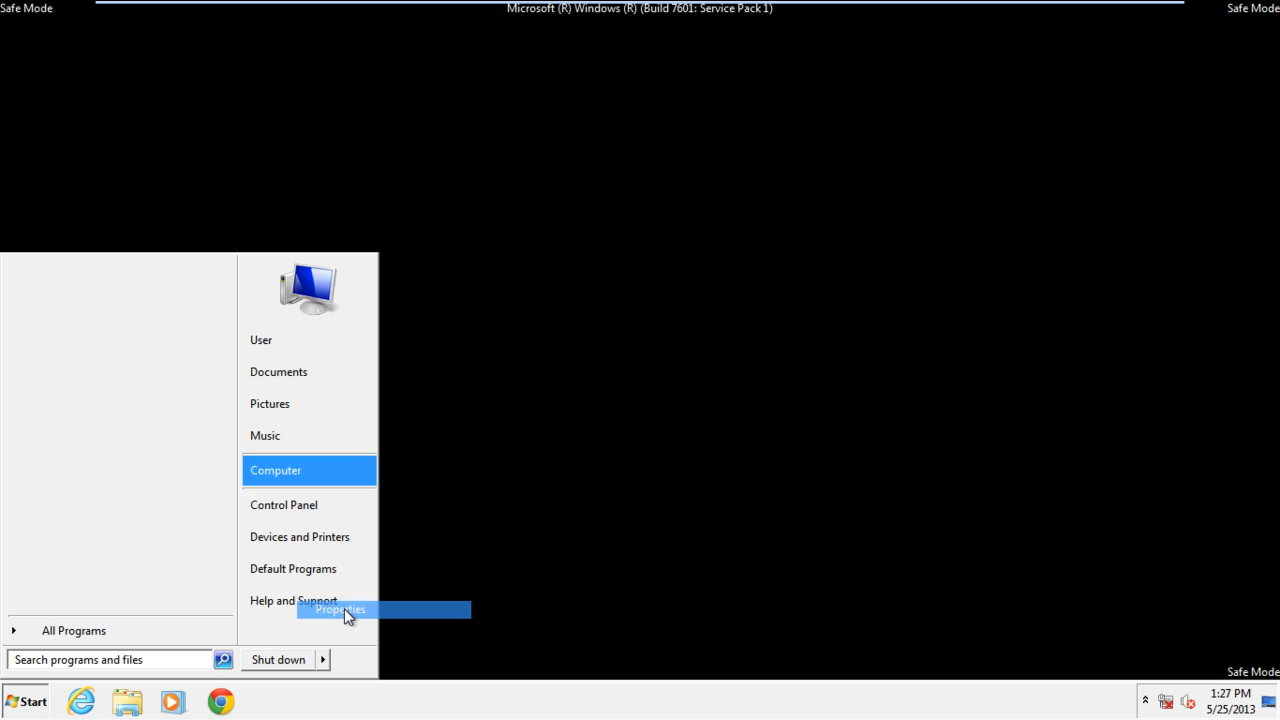 Safe Mode
Microsoft (R) Windows (R) (Build 7601: Service Pack 1)
Safe Mode
User
Documents
Pictures
Music
Computer
Control Panel
Devices and Printers
Default Programs
Help and Support
Properties
All Programs
Search programs and files
Shut down
Safe Mode
Start
1:27 PM
5/25/2013